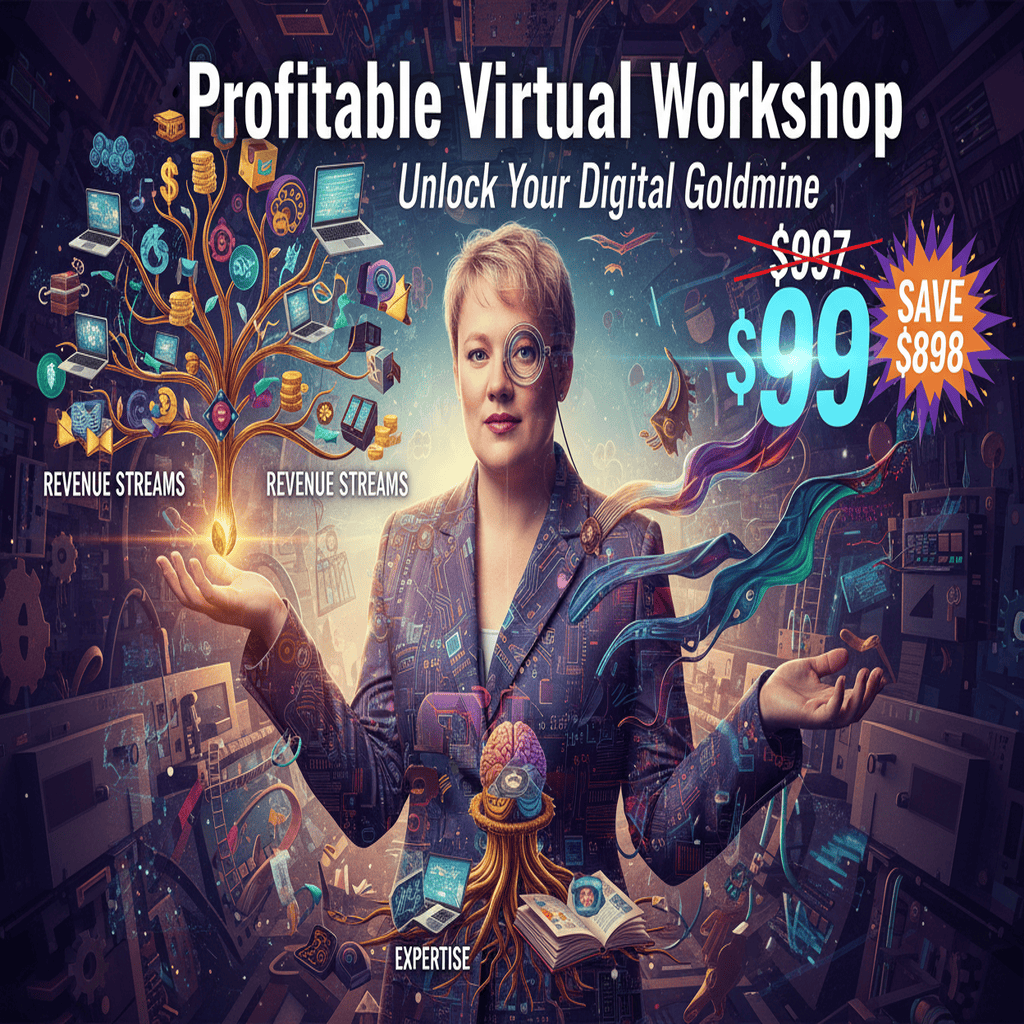 Profitable Virtual Workshop
Unlock Your Digital Goldmine
$997
$99
SAVE
$898
REVENUE STREAMS
REVENUE STREAMS
EXPERTISE